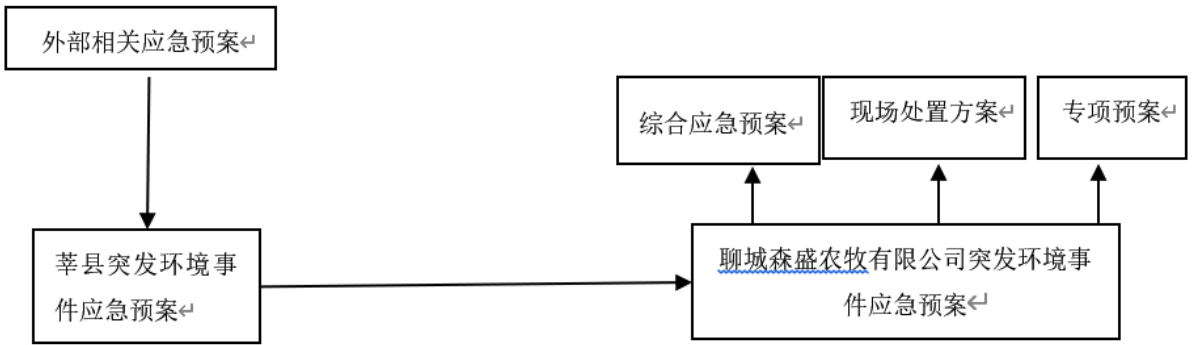 外部相关应急预案
综合应急预案
现场处置方案
专项预案
莘县突发环境事
件应急预案
聊城森盛农牧有限公司突发环境事
件应急预案